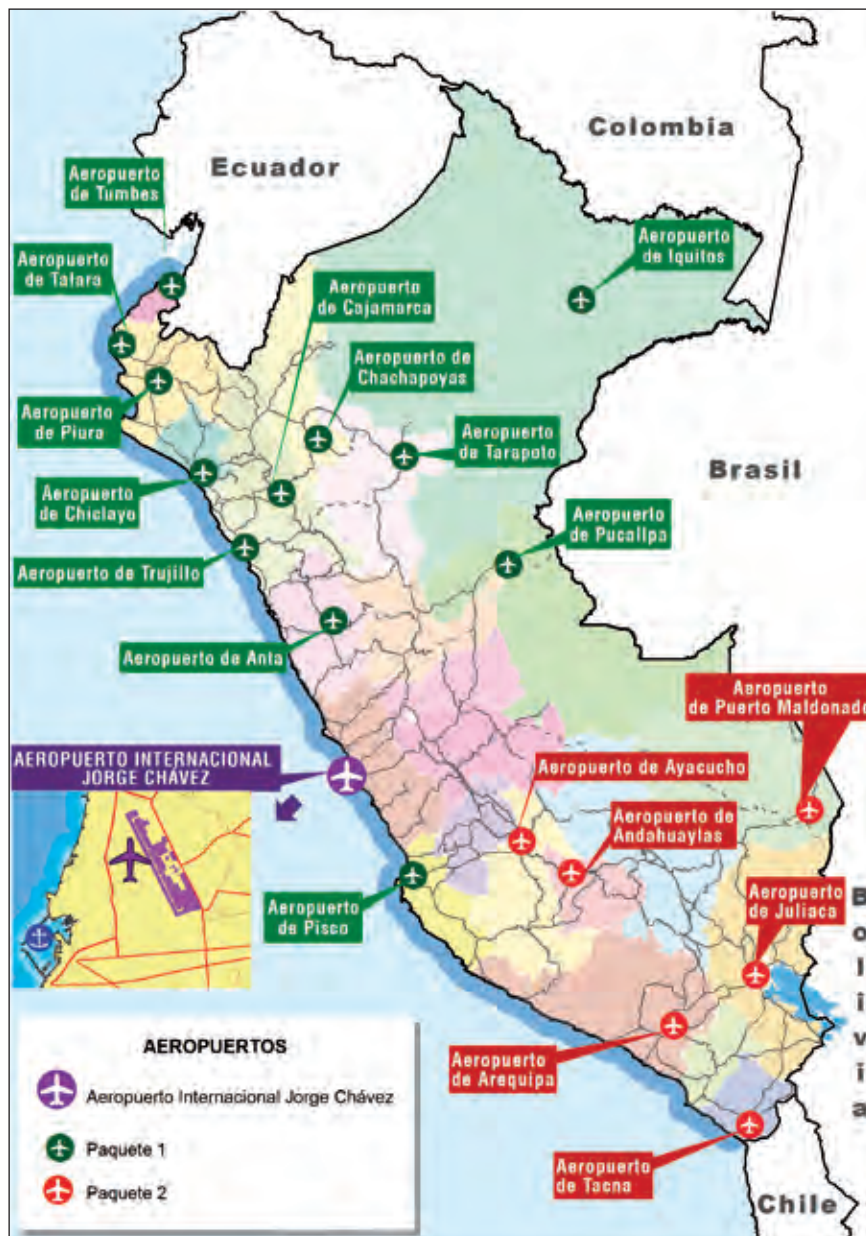 Colombia
Ecuador
Aeropuerto
de Tumbes
Aeropuerto
de Iquitos
Aeropuerto
de Talara
Aeropuerto
de Cajamarca
Aeropuerto de
Chachapoyas
Aeropuerto
de Piura
Aeropuerto
de Tarapoto
Brasil
Aeropuerto
de Chiclayo
Aeropuerto
de Pucallpa
Aeropuerto de Trujillo
Aeropuerto de Anta
Aeropuerto
de Puerto Maldonado
AEROPUERTO INTERNACIONAL
JORGE CHÁVEZ
Aeropuerto de Ayacucho
Aeropuerto de
Andahuaylas
Aeropuerto
de Pisco
Aeropuerto
de Juliaca
Bolivia
Aeropuerto
de Arequipa
Aeropuerto
de Tacna
Chile
AEROPUERTOS
Aeropuerto Internacional Jorge Chávez
Paquete 1
Paquete 2